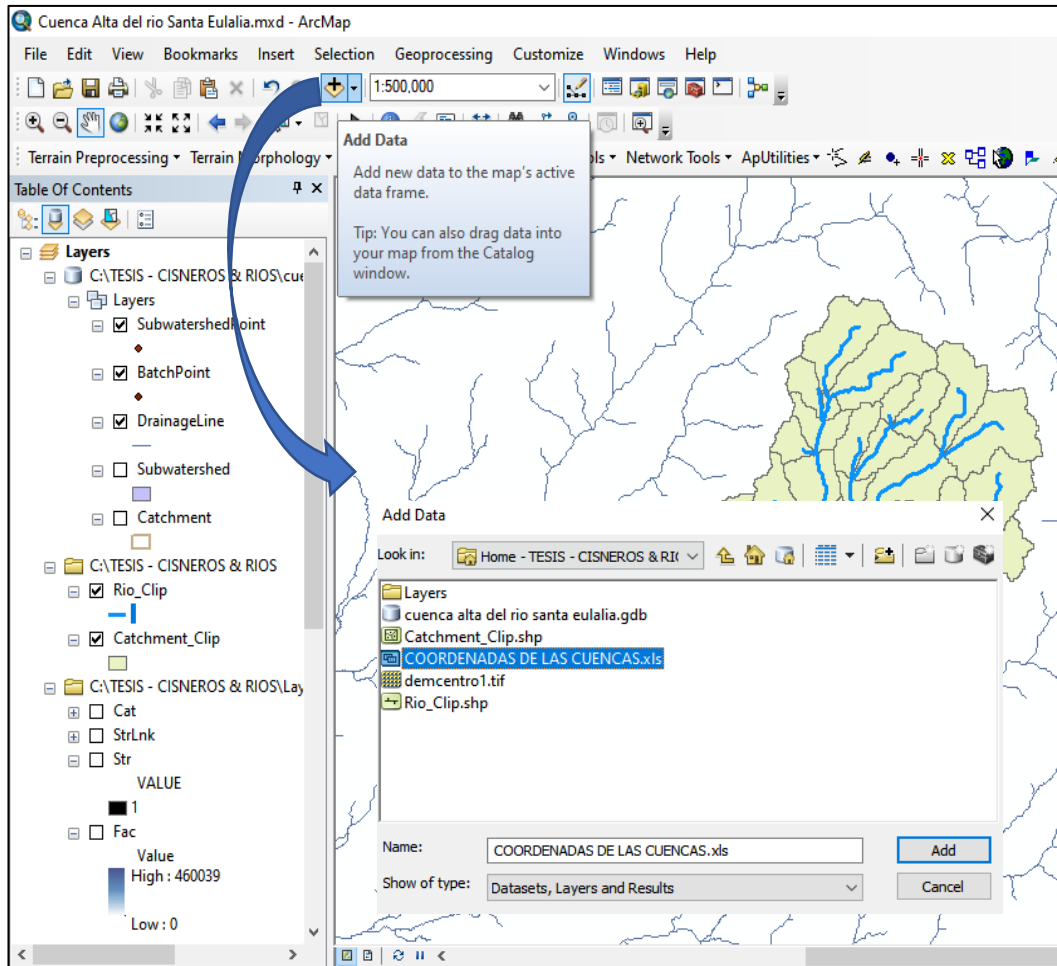 Cuenca Alta del rio Santa Eulalia.mxd - ArcMap
File Edit View Bookmarks Insert Selection Geoprocessing Customize Windows Help
1:500,000
Add Data
Add new data to the map's active
data frame.
Tip: You can also drag data into
your map from the Catalog
window.
Terrain Preprocessing Terrain Network Tools ApUtilities
Table Of Contents
Layers
C:\TESIS - CISNEROS & RIOS\cue
Layers
SubwatershedPoint
BatchPoint
DrainageLine
Subwatershed
Catchment
C:\TESIS - CISNEROS & RIOS
Rio_Clip
Catchment_Clip
C:\TESIS - CISNEROS & RIOS\Lay
Cat
StrLnk
Str
VALUE
1
Fac
Value
High : 460039
Low : 0
Add Data
Look in: Home - TESIS - CISNEROS & RI
Layers
cuenca alta del rio santa eulalia.gdb
Catchment_Clip.shp
COORDENADAS DE LAS CUENCAS.xls
demcentro1.tif
Rio_Clip.shp
Name: COORDENADAS DE LAS CUENCAS.xls Add
Show of type: Datasets, Layers and Results Cancel